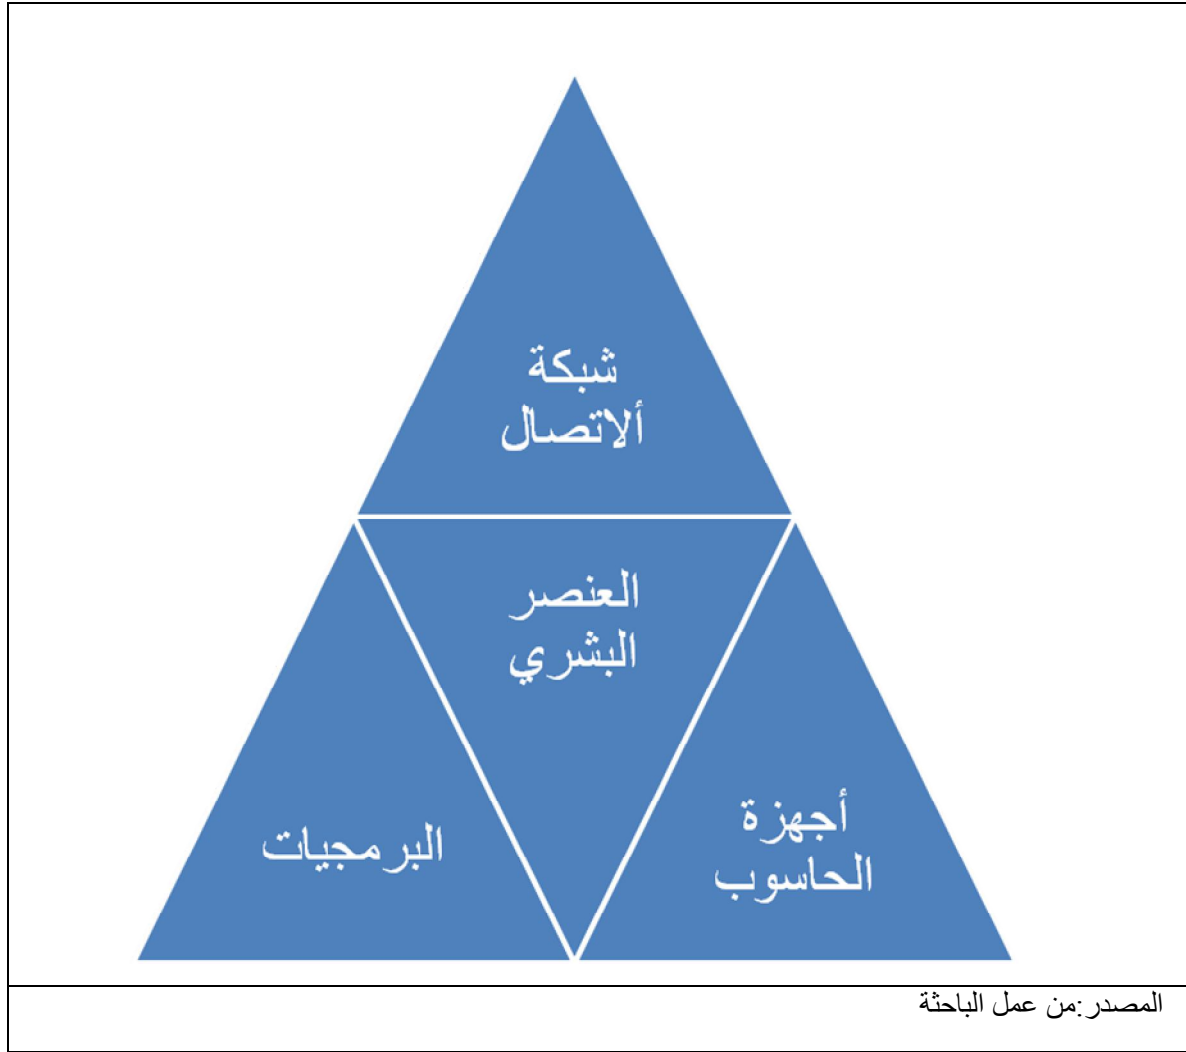 شبكة
ألاتصال
العنصر
البشري
أجهزة
الحاسوب
البرمجيات
المصدر:من عمل الباحثة